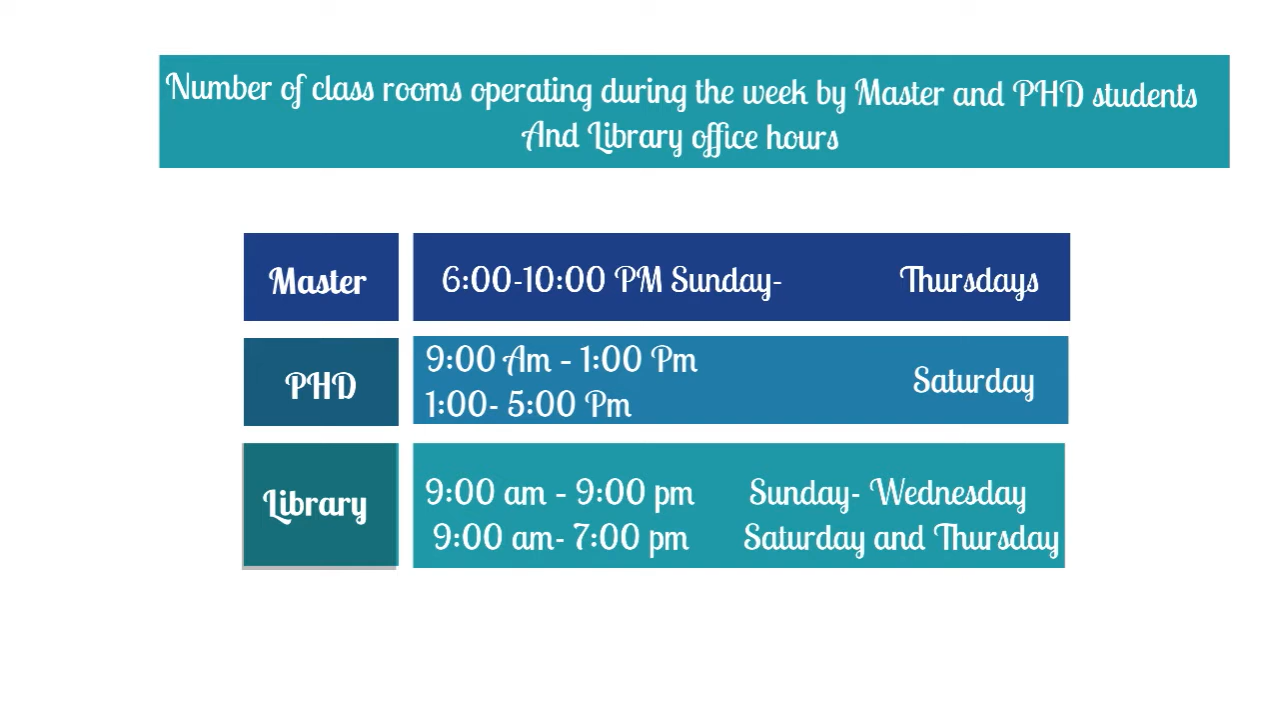 Number of class rooms operating during the week by Master and PHD students
And Library office hours
Master
6:00-10:00 PM Sunday- Thursdays
PHD
9:00 Am - 1:00 Pm
1:00- 5:00 Pm
Saturday
Library
9:00 am - 9:00 pm Sunday- Wednesday
9:00 am- 7:00 pm Saturday and Thursday